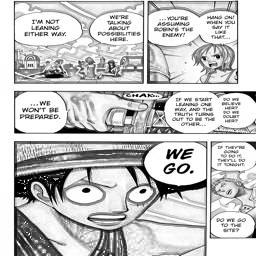 HANG ON!
WHEN YOU
SAY IT
LIKE
THAT...
...YOU'RE
ASSUMING
ROBIN'S
THE ENEMY!
WE'RE
TALKING
ABOUT
POSSIBILITIES
HERE.
I'M NOT
LEANING
EITHER WAY.
SO WE
BELIEVE
HER?
SO WE
DOUBT
HER?
IF WE START
LEANING ONE
WAY, AND THE
TRUTH TURNS
OUT TO BE THE
OTHER...
CHAK...
...WE
WON'T BE
PREPARED.
IF THEY'RE
GOING TO
DO IT,
THEY'LL
DO IT
TONIGHT.
DO WE GO
TO THE
SITE?
WE
GO.